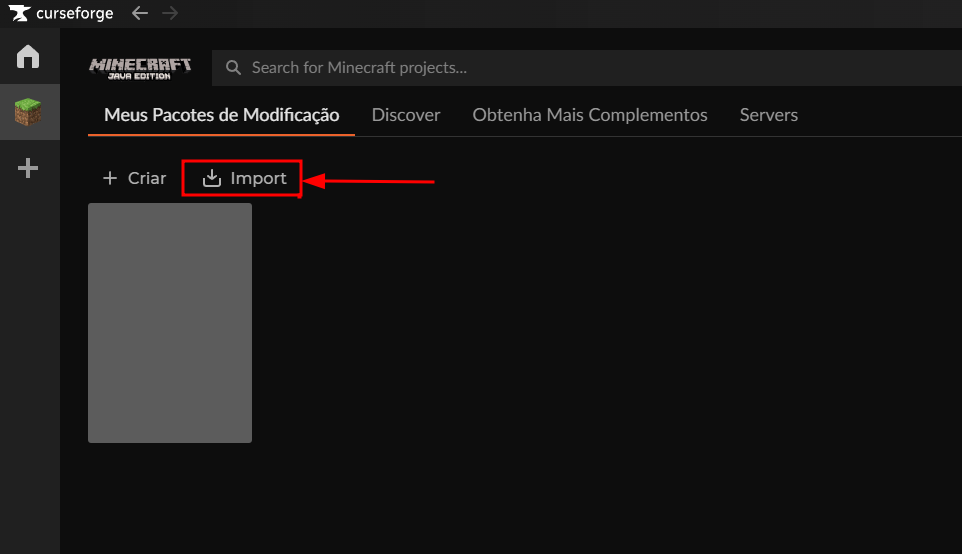 curseforge
MINECRAFT
JAVA EDITION
Search for Minecraft projects...
Meus Pacotes de Modificação Discover Obtenha Mais Complementos Servers
Criar Import